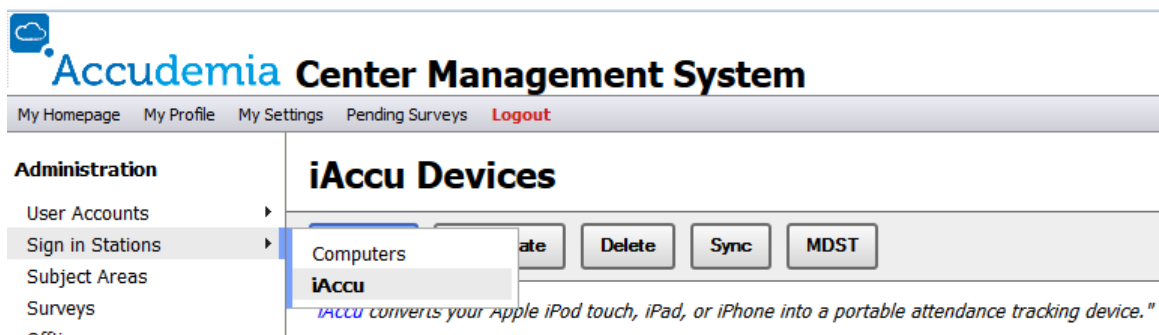 Accudemia Center Management System
My Homepage My Profile My Settings Pending Surveys Logout
Administration
iAccu Devices
User Accounts
Sign in Stations
Subject Areas
Surveys
Computers
iAccu
ate Delete Sync MDST
iAccu converts your Apple iPod touch, iPad, or iPhone into a portable attendance tracking device."